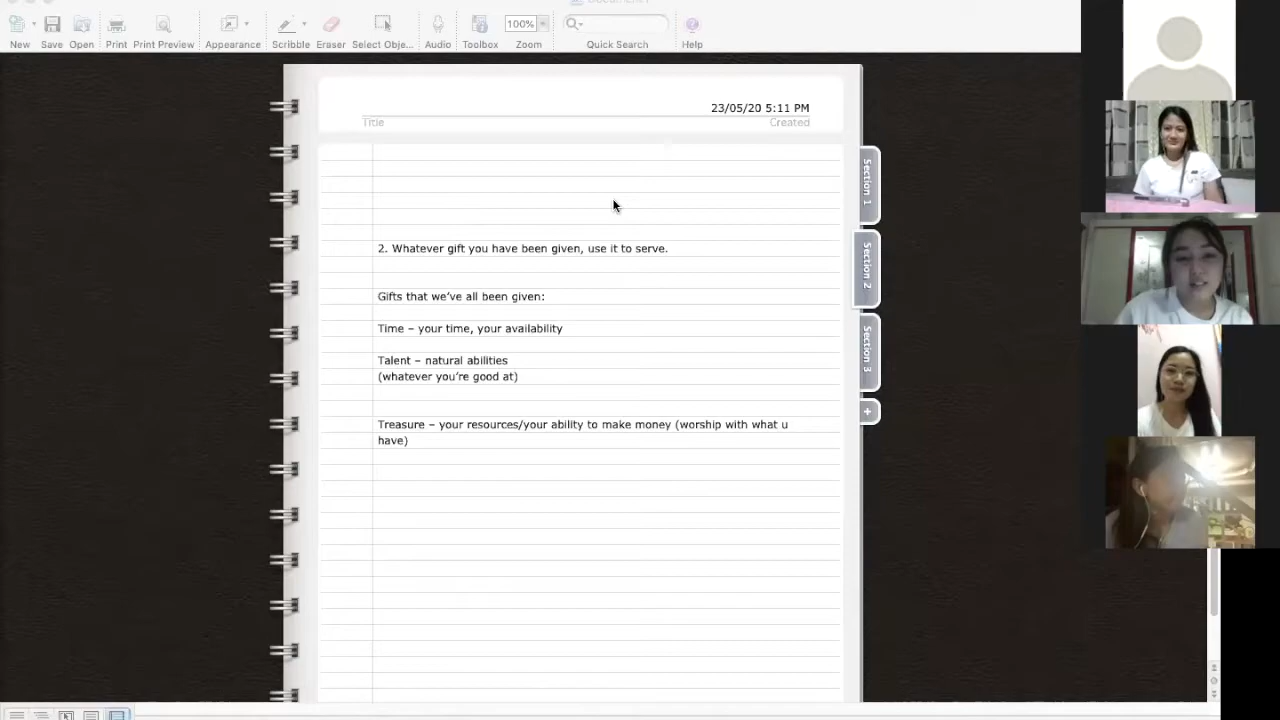 New Save Open Print Print Preview Appearance Scribble Eraser Select Obje... Audio Toolbox Zoom Quick Search Help
100%
23/05/20 5:11 PM
Title Created
2. Whatever gift you have been given, use it to serve.
Gifts that we've all been given:
Time – your time, your availability
Talent – natural abilities
(whatever you're good at)
Treasure – your resources/your ability to make money (worship with what u
have)
Section 1
Section 2
Section 3
+